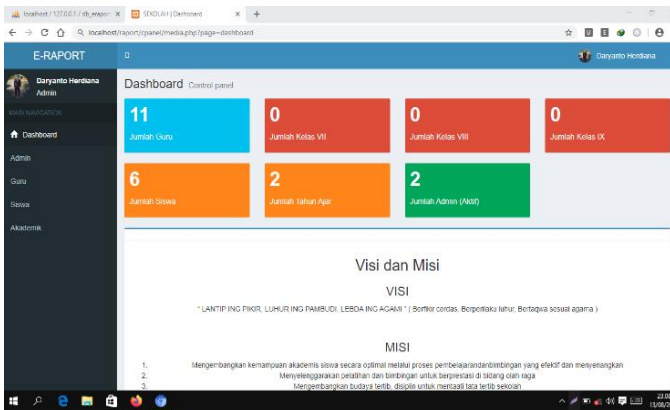 localhost / 127.0.0.1 / db_erapor
SEKOLAH | Dashboard
localhost/raport/cpanel/media.php?page=dashboard
E-RAPORT
Daryanto Herdiana
Daryanto Herdiana
Admin
MAIN NAVIGATION
Dashboard
Admin
Guru
Siswa
Akademik
Dashboard Control panel
11
Jumlah Guru
0
Jumlah Kelas VII
0
Jumlah Kelas VIII
0
Jumlah Kelas IX
6
Jumlah Siswa
2
Jumlah Tahun Ajar
2
Jumlah Admin (Aktif)
Visi dan Misi
VISI
" LANTIP ING PIKIR, LUHUR ING PAMBUDI, LEBDA ING AGAMI " ( Berfikir cerdas, Berperilaku luhur, Bertaqwa sesuai agama )
MISI
1. Mengembangkan kemampuan akademis siswa secara optimal melalui proses pembelajarandanbimbingan yang efektif dan menyenangkan
2. Menyelenggarakan pelatihan dan bimbingan untuk berprestasi di bidang olah raga
3. Mengembangkan budaya tertib, disiplin untuk mentaati tata tertib sekolah